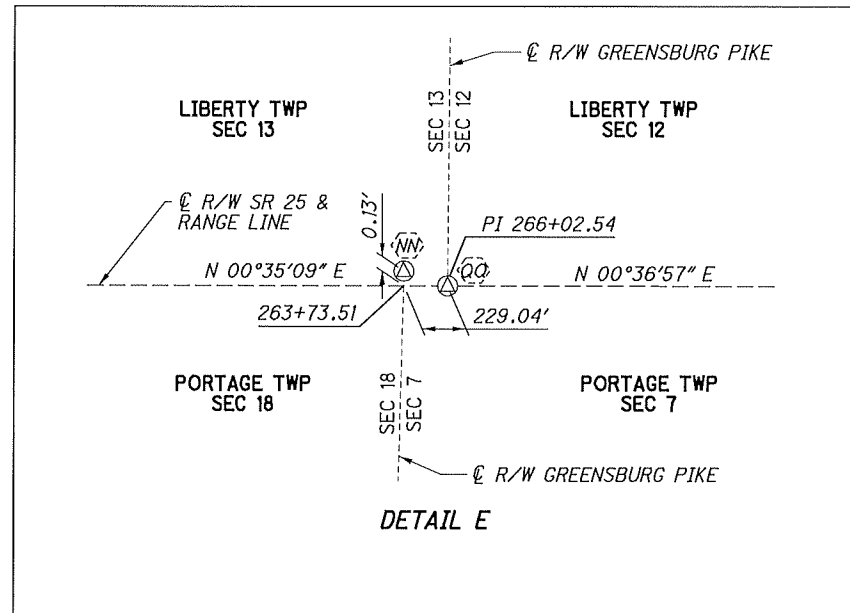 ℄ R/W GREENSBURG PIKE
LIBERTY TWP
SEC 13
SEC 13
SEC 12
LIBERTY TWP
SEC 12
℄ R/W SR 25 &
RANGE LINE
0.13'
NN
PI 266+02.54
N 00°35'09" E
QQ
N 00°36'57" E
263+73.51
229.04'
PORTAGE TWP
SEC 18
SEC 18
SEC 7
PORTAGE TWP
SEC 7
℄ R/W GREENSBURG PIKE
DETAIL E